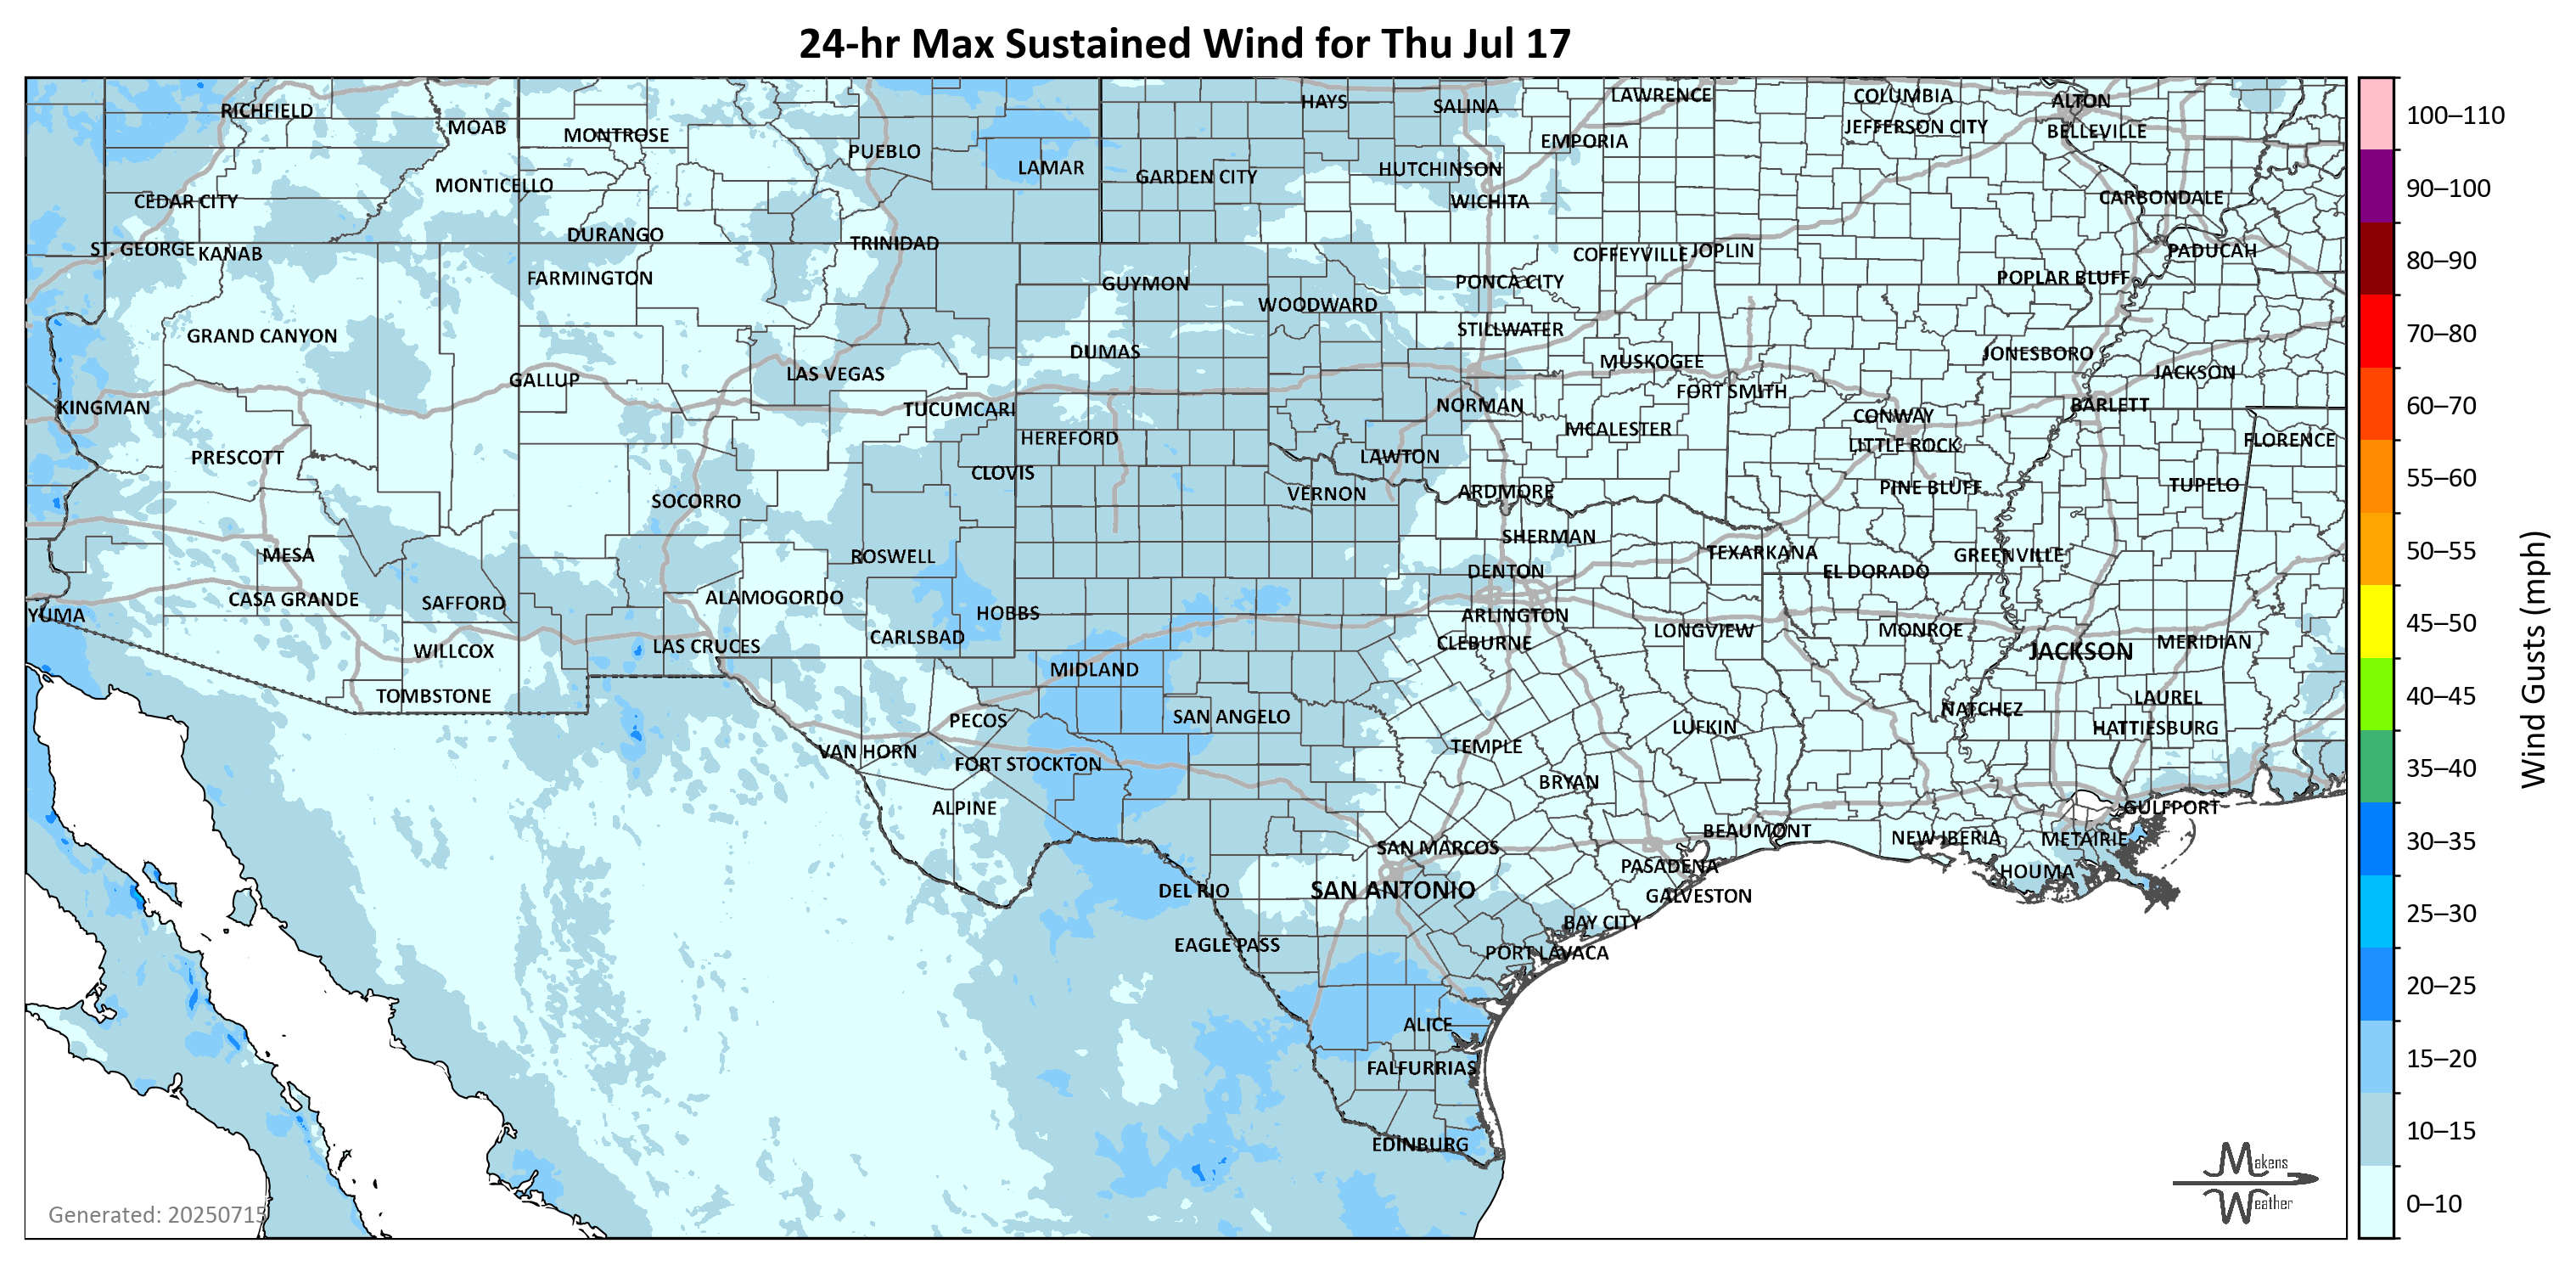 24-hr Max Sustained Wind for Thu Jul 17
RICHFIELD
MOAB
MONTROSE
PUEBLO
LAMAR
HAYS
SALINA
LAWRENCE
COLUMBIA
ALTON
JEFFERSON CITY
BELLEVILLE
EMPORIA
GARDEN CITY
HUTCHINSON
WICHITA
MONTICELLO
CEDAR CITY
CARBONDALE
DURANGO
TRINIDAD
ST. GEORGE
KANAB
COFFEYVILLE
JOPLIN
PADUCAH
FARMINGTON
GUYMON
PONCA CITY
POPLAR BLUFF
WOODWARD
GRAND CANYON
STILLWATER
DUMAS
MUSKOGEE
JONESBORO
GALLUP
LAS VEGAS
JACKSON
FORT SMITH
KINGMAN
TUCUMCARI
NORMAN
CONWAY
BARLETT
HEREFORD
MCALESTER
LITTLE ROCK
FLORENCE
PRESCOTT
CLOVIS
LAWTON
SOCORRO
VERNON
ARDMORE
PINE BLUFF
TUPELO
MESA
ROSWELL
SHERMAN
TEXARKANA
GREENVILLE
DENTON
EL DORADO
CASA GRANDE
SAFFORD
ALAMOGORDO
HOBBS
YUMA
ARLINGTON
CARLSBAD
CLEBURNE
LONGVIEW
MONROE
MERIDIAN
WILLCOX
LAS CRUCES
JACKSON
MIDLAND
TOMBSTONE
LAUREL
PECOS
SAN ANGELO
NATCHEZ
LUFKIN
HATTIESBURG
VAN HORN
TEMPLE
FORT STOCKTON
BRYAN
ALPINE
GULFPORT
BEAUMONT
NEW IBERIA
METAIRIE
SAN MARCOS
PASADENA
HOUMA
DEL RIO
SAN ANTONIO
GALVESTON
BAY CITY
EAGLE PASS
PORT LAVACA
ALICE
FALFURRIAS
EDINBURG
Generated: 20250715
Makens
Weather
100–110
90–100
80–90
70–80
60–70
55–60
50–55
45–50
40–45
35–40
30–35
25–30
20–25
15–20
10–15
0–10
Wind Gusts (mph)